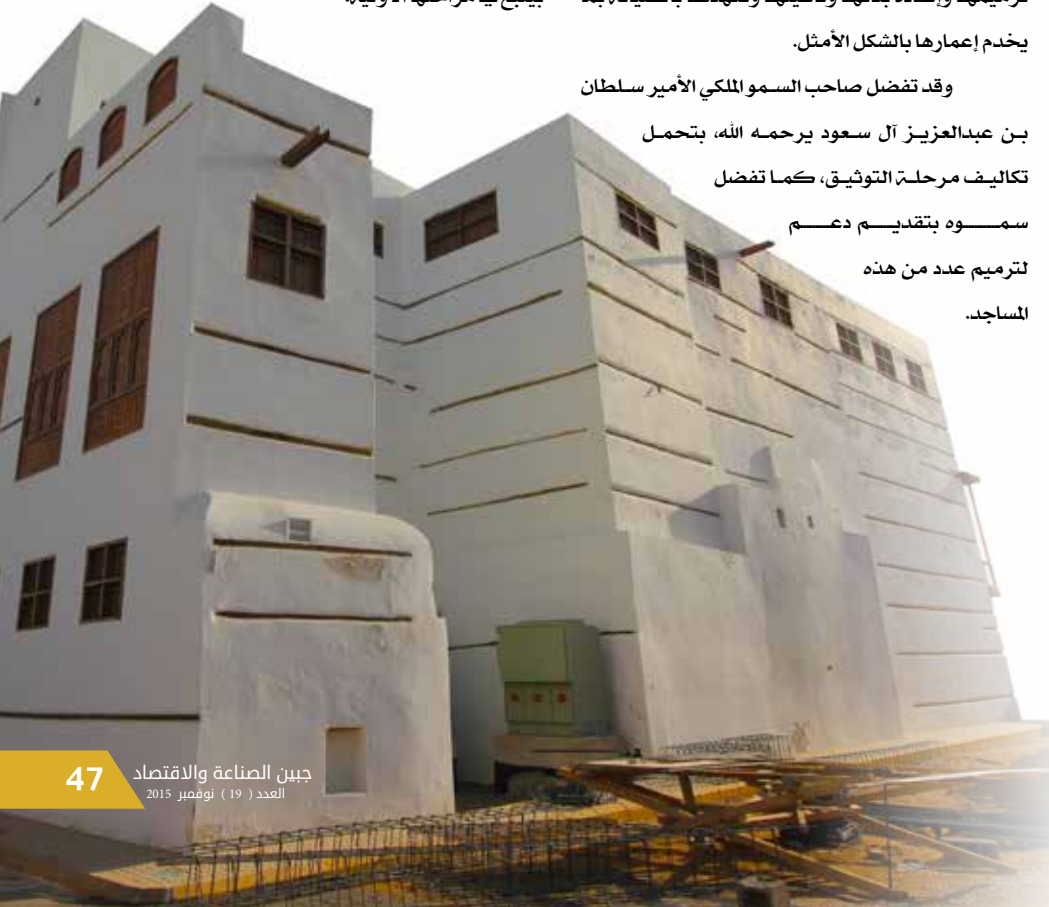 يخدم إعمارها بالشكل الأمثل.
وقد تفضل صاحب السمو الملكي الأمير سلطان
بن عبدالعزيز آل سعود يرحمه الله، بتحمل
تكاليف مرحلة التوثيق، كما تفضل
سموه بتقديم دعم
لترميم عدد من هذه
المساجد.
47
جبين الصناعة والاقتصاد
العدد ( 19 ) نوفمبر 2015